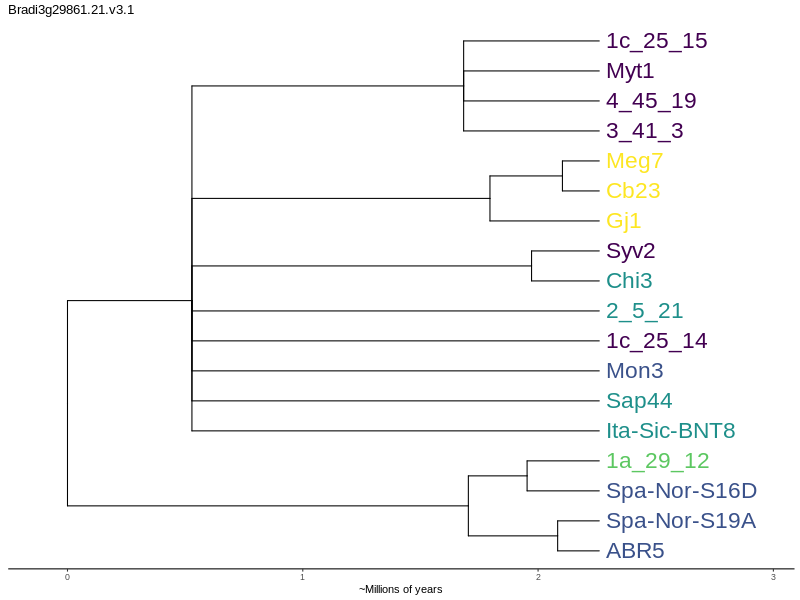 Bradi3g29861.21.v3.1
1c_25_15
Myt1
4_45_19
3_41_3
Meg7
Cb23
Gj1
Syv2
Chi3
2_5_21
1c_25_14
Mon3
Sap44
Ita-Sic-BNT8
1a_29_12
Spa-Nor-S16D
Spa-Nor-S19A
ABR5
0 1 2 3
~Millions of years